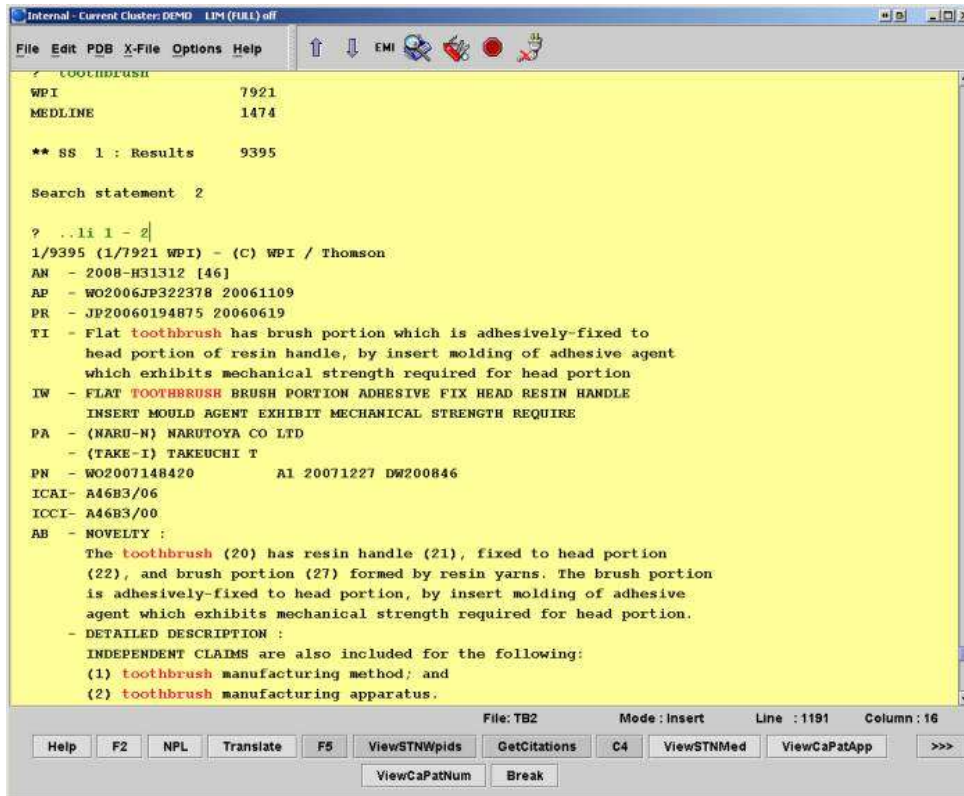 Internal - Current Cluster: DEMO LIM (FULL) off
File Edit PDB X-File Options Help EMI
? toothbrush
WPI 7921
MEDLINE 1474
** SS 1 : Results 9395
Search statement 2
? ..li 1 - 2
1/9395 (1/7921 WPI) - (C) WPI / Thomson
AN - 2008-H31312 [46]
AP - WO2006JP322378 20061109
PR - JP20060194875 20060619
TI - Flat toothbrush has brush portion which is adhesively-fixed to
head portion of resin handle, by insert molding of adhesive agent
which exhibits mechanical strength required for head portion
IW - FLAT TOOTHBRUSH BRUSH PORTION ADHESIVE FIX HEAD RESIN HANDLE
INSERT MOULD AGENT EXHIBIT MECHANICAL STRENGTH REQUIRE
PA - (NARU-N) NARUTOYA CO LTD
- (TAKE-I) TAKEUCHI T
PN - WO2007148420 A1 20071227 DW200846
ICAI- A46B3/06
ICCI- A46B3/00
AB - NOVELTY :
The toothbrush (20) has resin handle (21), fixed to head portion
(22), and brush portion (27) formed by resin yarns. The brush portion
is adhesively-fixed to head portion, by insert molding of adhesive
agent which exhibits mechanical strength required for head portion.
- DETAILED DESCRIPTION :
INDEPENDENT CLAIMS are also included for the following:
(1) toothbrush manufacturing method; and
(2) toothbrush manufacturing apparatus.
File: TB2 Mode : Insert Line : 1191 Column : 16
Help F2 NPL Translate F5 ViewSTNWpids GetCitations C4 ViewSTNMed ViewCaPatApp >>>
ViewCaPatNum Break